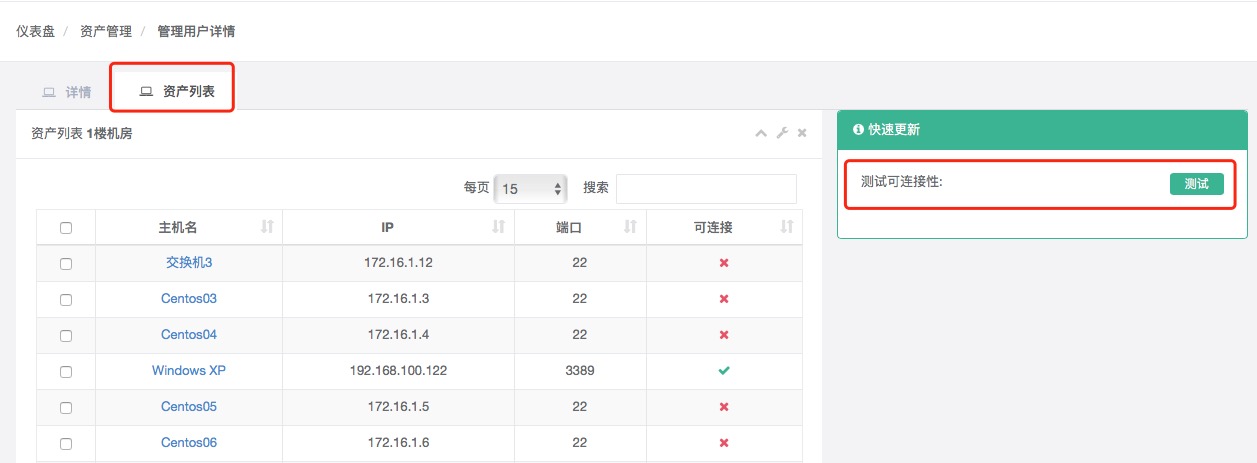 仪表盘 / 资产管理 / 管理用户详情
详情 资产列表
资产列表 1楼机房
快速更新
测试可连接性: 测试
每页 15 搜索
主机名 IP 端口 可连接
交换机3 172.16.1.12 22
Centos03 172.16.1.3 22
Centos04 172.16.1.4 22
Windows XP 192.168.100.122 3389
Centos05 172.16.1.5 22
Centos06 172.16.1.6 22